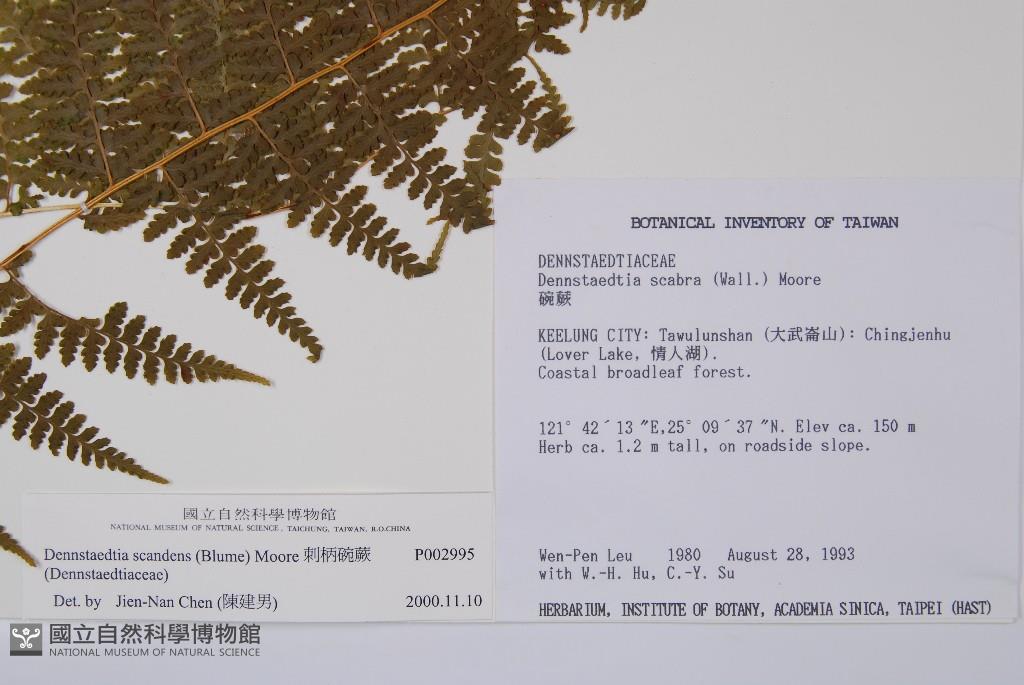 BOTANICAL INVENTORY OF TAIWAN
DENNSTAEDTIACEAE
Dennstaedtia scabra (Wall.) Moore
碗蕨
KEELUNG CITY: Tawulunshan (大武崙山): Chingjenhu
(Lover Lake, 情人湖).
Coastal broadleaf forest.
121° 42´13 "E,25° 09´37 "N. Elev ca. 150 m
Herb ca. 1.2 m tall, on roadside slope.
Wen-Pen Leu 1980 August 28, 1993
with W.-H. Hu, C.-Y. Su
HERBARIUM, INSTITUTE OF BOTANY, ACADEMIA SINICA, TAIPEI (HAST)
國立自然科學博物館
NATIONAL MUSEUM OF NATURAL SCIENCE, TAICHUNG, TAIWAN, R.O.CHINA
Dennstaedtia scandens (Blume) Moore 刺柄碗蕨 P002995
(Dennstaedtiaceae)
Det. by Jien-Nan Chen (陳建男) 2000.11.10
國立自然科學博物館
NATIONAL MUSEUM OF NATURAL SCIENCE